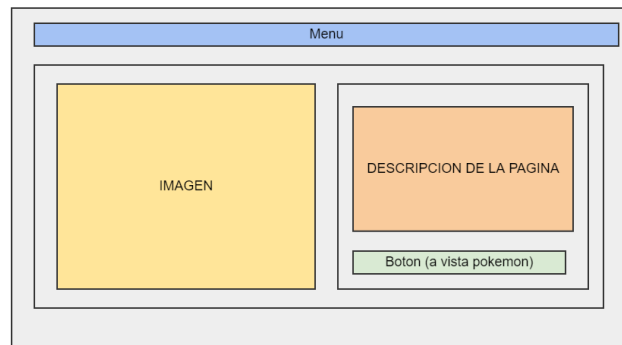 Menu
IMAGEN
DESCRIPCION DE LA PAGINA
Boton (a vista pokemon)